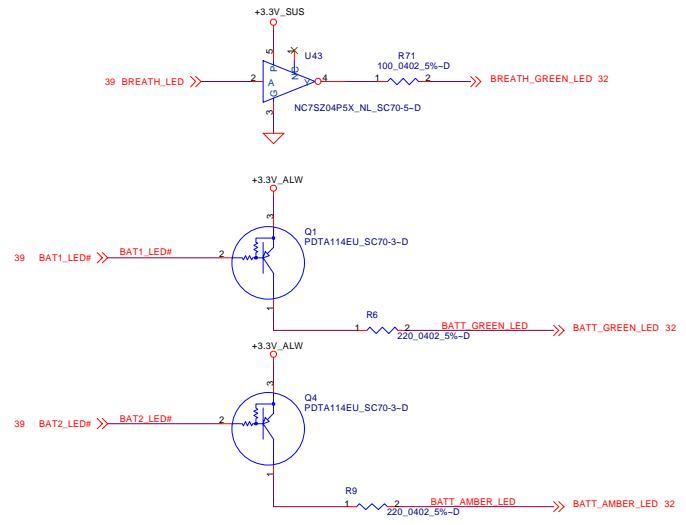 +3.3V_SUS
5
1
U43
R71
100_0402_5%~D
39 BREATH_LED
2
P
NC
A
Y
G
4
1
2
BREATH_GREEN_LED 32
3
NC7SZ04P5X_NL_SC70-5~D
+3.3V_ALW
3
Q1
PDTA114EU_SC70-3~D
39 BAT1_LED#
BAT1_LED#
2
1
R6
1
2
BATT_GREEN_LED
BATT_GREEN_LED 32
220_0402_5%~D
+3.3V_ALW
3
Q4
PDTA114EU_SC70-3~D
39 BAT2_LED#
BAT2_LED#
2
1
R9
1
2
BATT_AMBER_LED
BATT_AMBER_LED 32
220_0402_5%~D